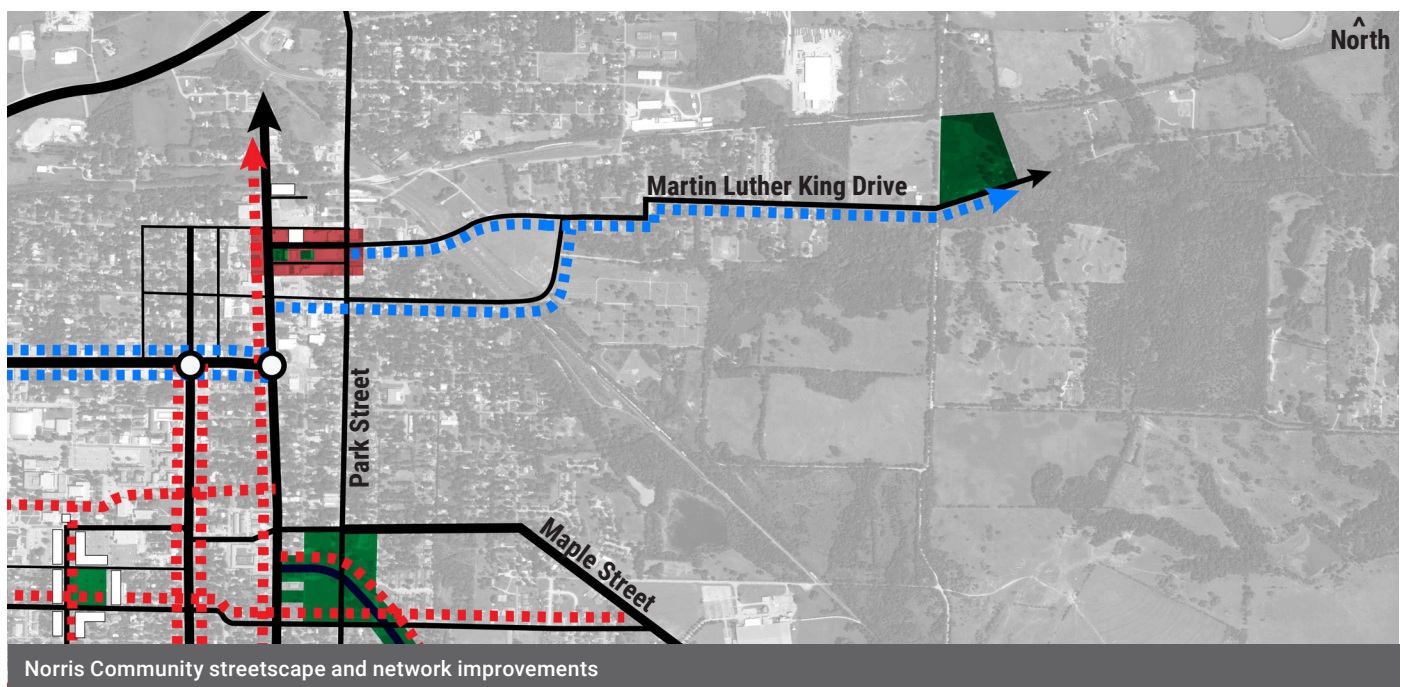 ^
North
Martin Luther King Drive
Park Street
Maple Street
Norris Community streetscape and network improvements